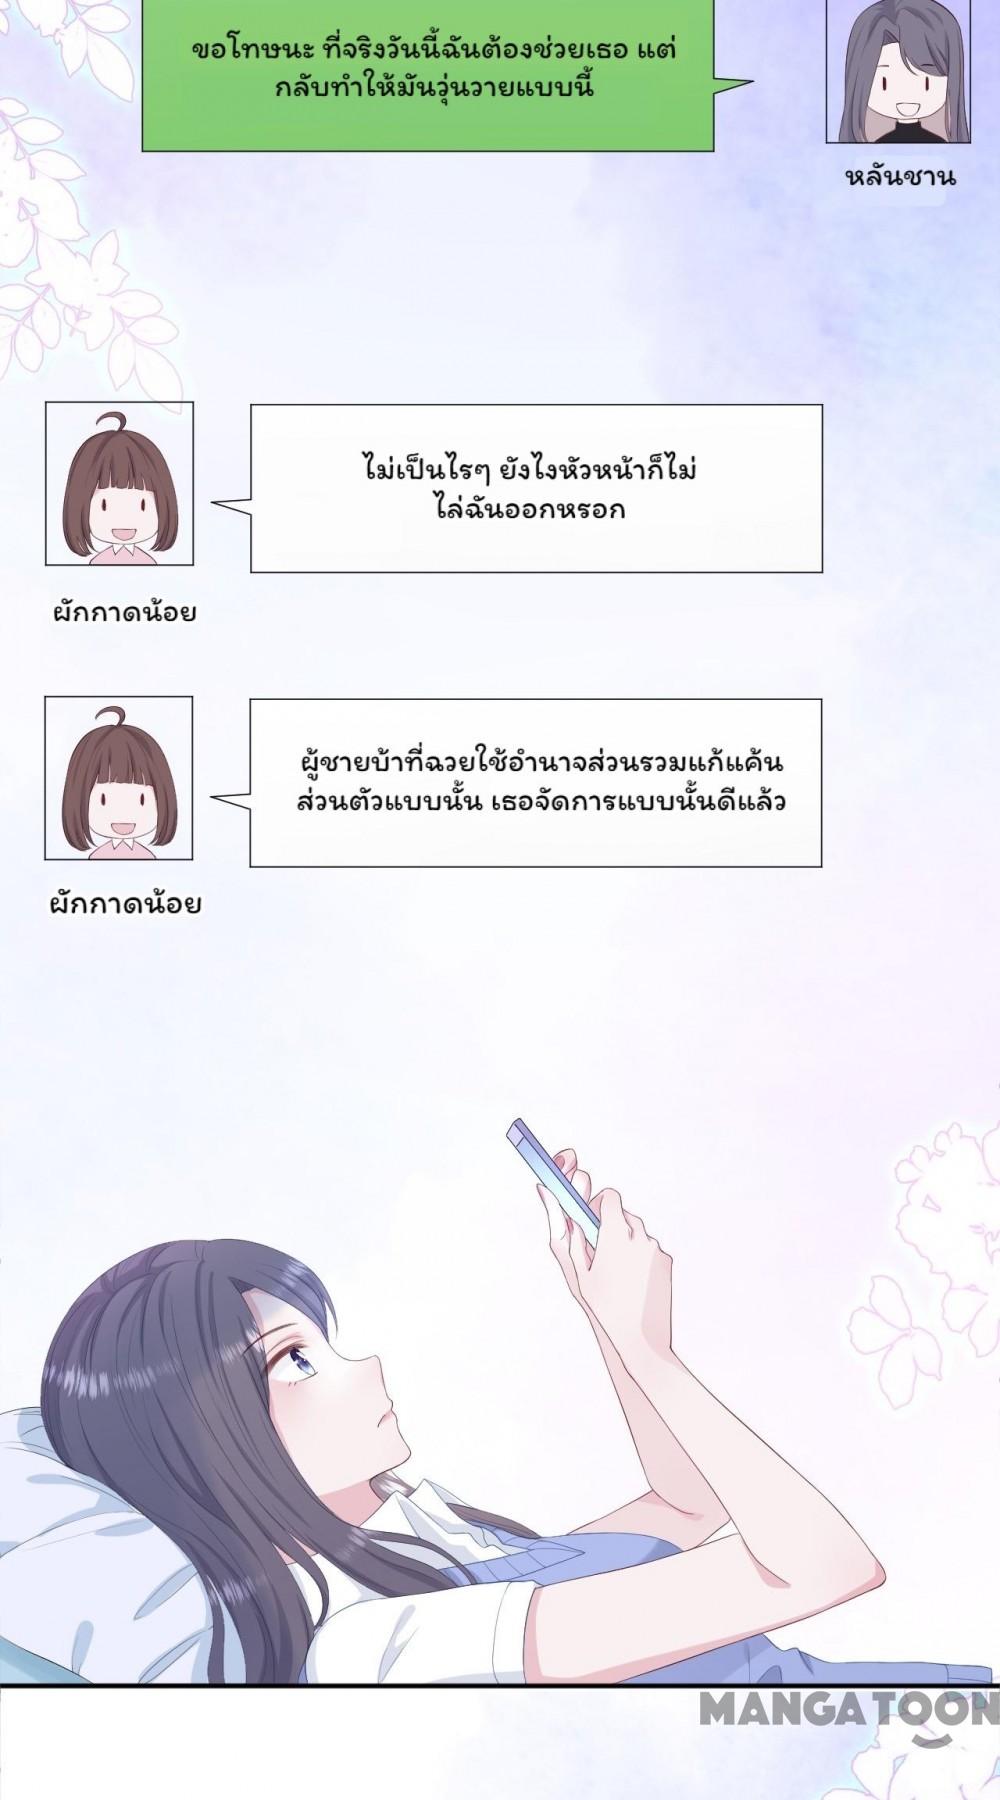 ขอโทษนะ ที่จริงวันนี้ฉันต้องช่วยเธอ แต่
กลับทำให้มันวุ่นวายแบบนี้
หลันชาน
ไม่เป็นไรๆ ยังไงหัวหน้าก็ไม่
ไล่ฉันออกหรอก
ผักกาดน้อย
ผู้ชายบ้าที่ฉวยใช้อำนาจส่วนรวมแก้แค้น
ส่วนตัวแบบนั้น เธอจัดการแบบนั้นดีแล้ว
ผักกาดน้อย
MANGATOON